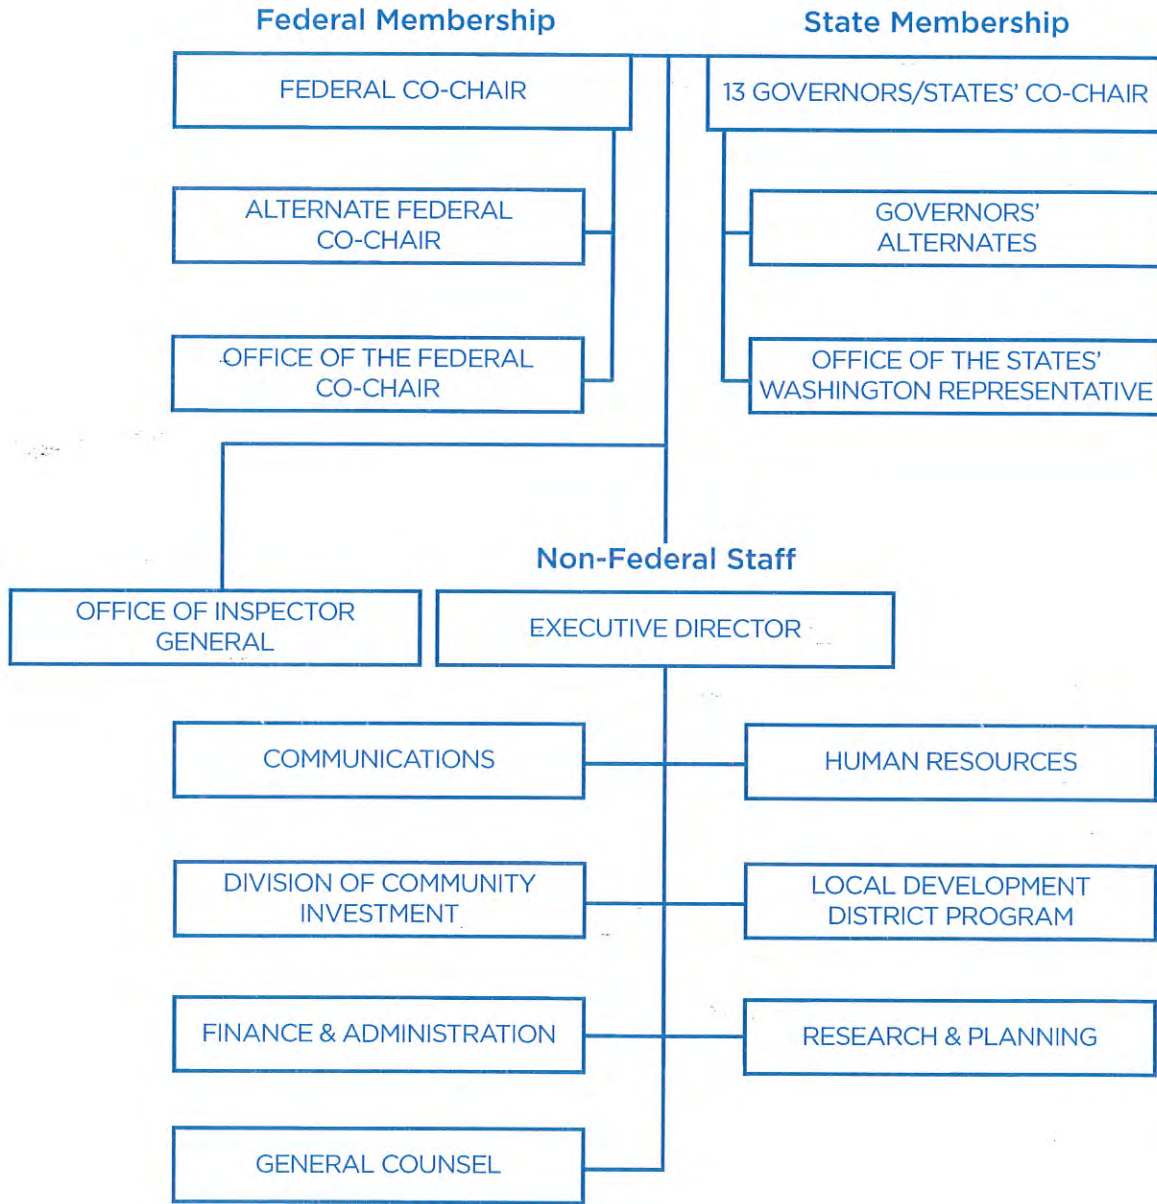 Federal Membership
State Membership
FEDERAL CO-CHAIR
13 GOVERNORS/STATES' CO-CHAIR
ALTERNATE FEDERAL
CO-CHAIR
GOVERNORS'
ALTERNATES
OFFICE OF THE FEDERAL
CO-CHAIR
OFFICE OF THE STATES'
WASHINGTON REPRESENTATIVE
Non-Federal Staff
OFFICE OF INSPECTOR
GENERAL
EXECUTIVE DIRECTOR
COMMUNICATIONS
HUMAN RESOURCES
DIVISION OF COMMUNITY
INVESTMENT
LOCAL DEVELOPMENT
DISTRICT PROGRAM
FINANCE & ADMINISTRATION
RESEARCH & PLANNING
GENERAL COUNSEL